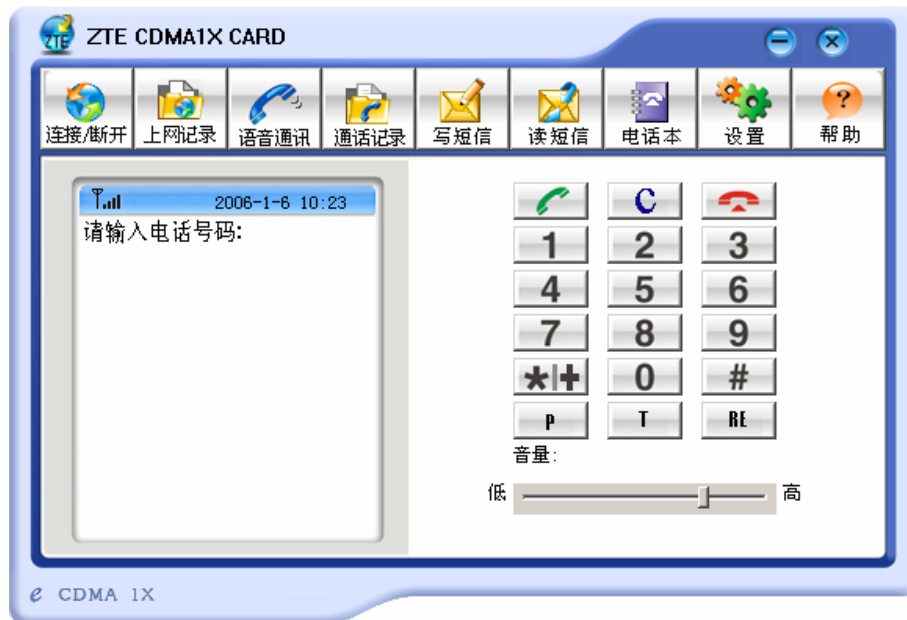 ZTE ZTE CDMA1X CARD
连接/断开 上网记录 语音通讯 通话记录 写短信 读短信 电话本 设置 帮助
2006-1-6 10:23
请输入电话号码:
C
1 2 3
4 5 6
7 8 9
*|+ 0 #
P T RE
音量:
低 高
e CDMA 1X